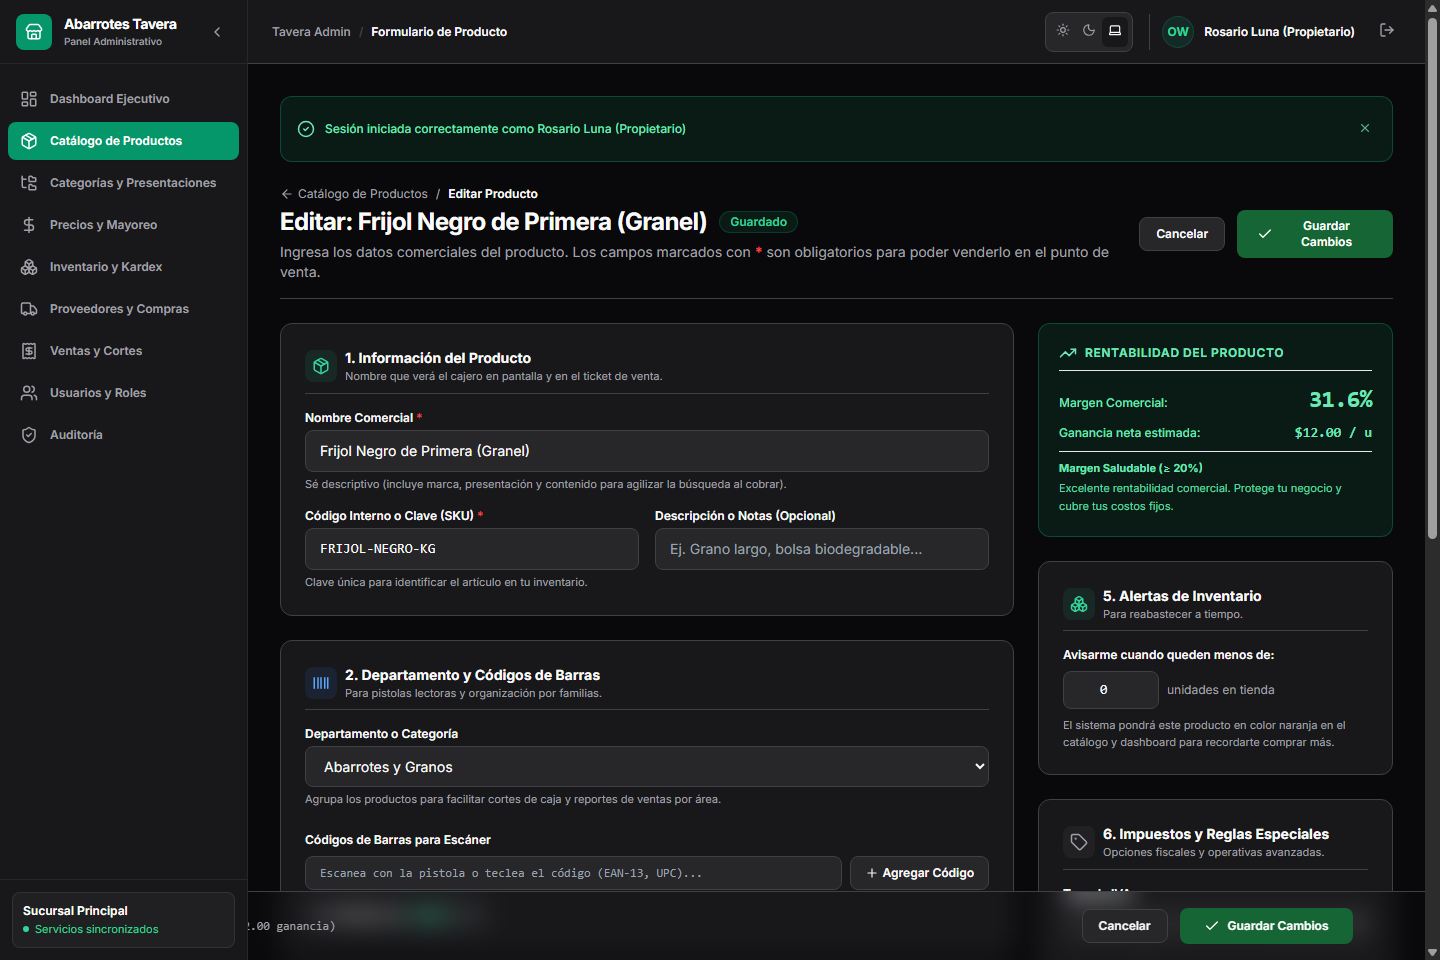 Abarrotes Tavera
Panel Administrativo
Dashboard Ejecutivo
Catálogo de Productos
Categorías y Presentaciones
Precios y Mayoreo
Inventario y Kardex
Proveedores y Compras
Ventas y Cortes
Usuarios y Roles
Auditoría
Sucursal Principal
Servicios sincronizados
Tavera Admin / Formulario de Producto
OW Rosario Luna (Propietario)
Sesión iniciada correctamente como Rosario Luna (Propietario)
Catálogo de Productos / Editar Producto
Editar: Frijol Negro de Primera (Granel) Guardado
Ingresa los datos comerciales del producto. Los campos marcados con * son obligatorios para poder venderlo en el punto de
venta.
Cancelar
Guardar
Cambios
1. Información del Producto
Nombre que verá el cajero en pantalla y en el ticket de venta.
Nombre Comercial *
Frijol Negro de Primera (Granel)
Sé descriptivo (incluye marca, presentación y contenido para agilizar la búsqueda al cobrar).
Código Interno o Clave (SKU) *
FRIJOL-NEGRO-KG
Clave única para identificar el artículo en tu inventario.
Descripción o Notas (Opcional)
Ej. Grano largo, bolsa biodegradable...
2. Departamento y Códigos de Barras
Para pistolas lectoras y organización por familias.
Departamento o Categoría
Abarrotes y Granos
Agrupa los productos para facilitar cortes de caja y reportes de ventas por área.
Códigos de Barras para Escáner
Escanea con la pistola o teclea el código (EAN-13, UPC)...
Agregar Código
RENTABILIDAD DEL PRODUCTO
Margen Comercial: 31.6%
Ganancia neta estimada: $12.00 / u
Margen Saludable (≥ 20%)
Excelente rentabilidad comercial. Protege tu negocio y
cubre tus costos fijos.
5. Alertas de Inventario
Para reabastecer a tiempo.
Avisarme cuando queden menos de:
0 unidades en tienda
El sistema pondrá este producto en color naranja en el
catálogo y dashboard para recordarte comprar más.
6. Impuestos y Reglas Especiales
Opciones fiscales y operativas avanzadas.
.00 ganancia)
Cancelar
Guardar Cambios